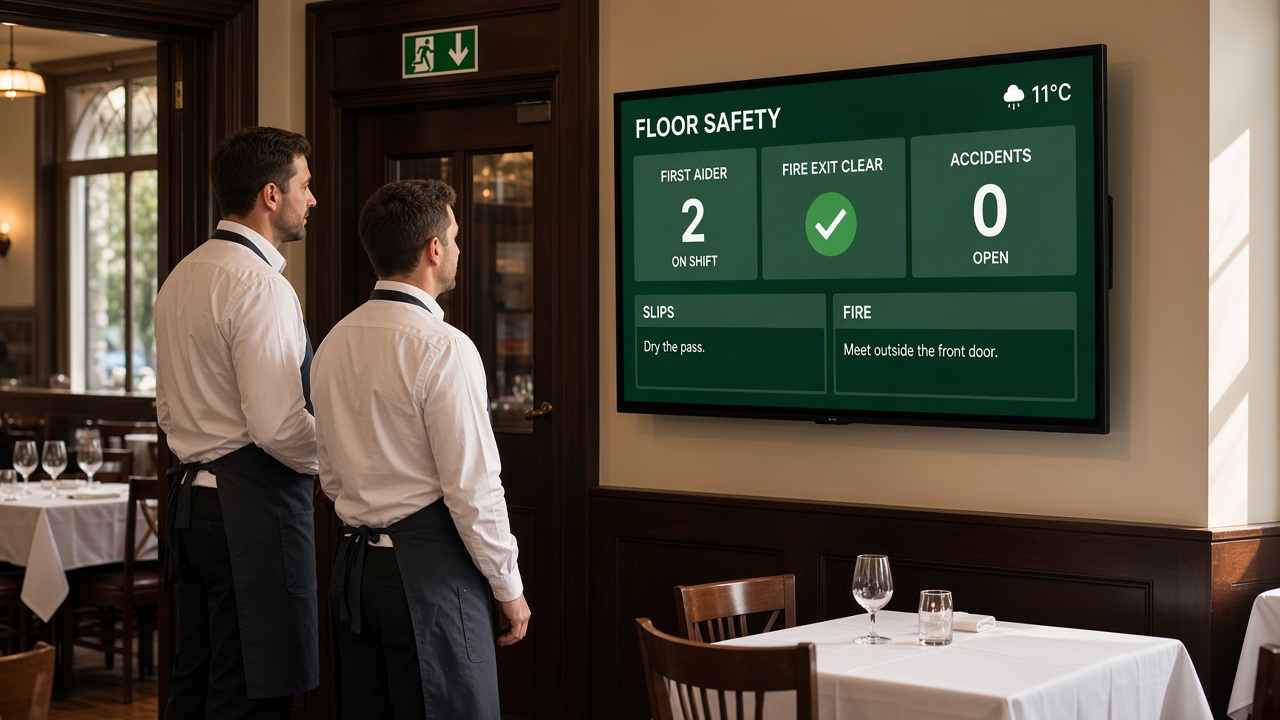 FLOOR SAFETY
11°C
FIRST AIDER
2
ON SHIFT
FIRE EXIT CLEAR
ACCIDENTS
0
OPEN
SLIPS
Dry the pass.
FIRE
Meet outside the front door.